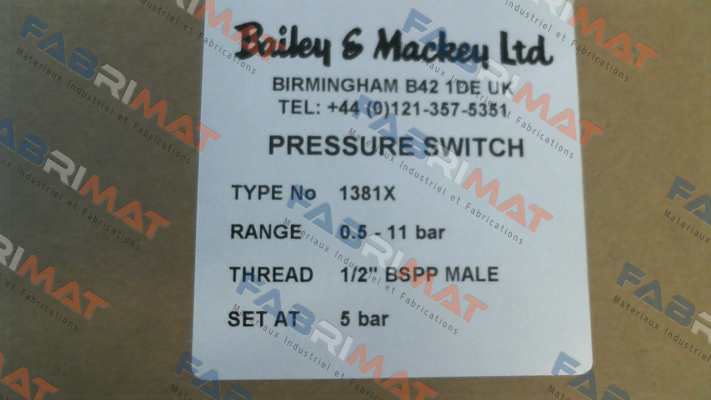 Bailey & Mackey Ltd
BIRMINGHAM B42 1DE UK
TEL: +44 (0)121-357-5351
PRESSURE SWITCH
TYPE No 1381X
RANGE 0.5 - 11 bar
THREAD 1/2" BSPP MALE
SET AT 5 bar
FABRIMAT
Materiaux Industriel et Fabrications